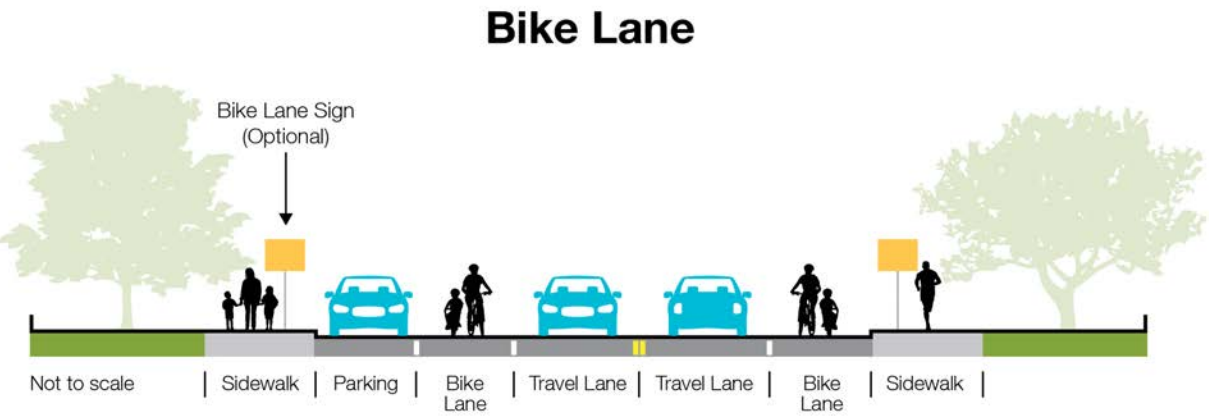 Bike Lane
Bike Lane Sign
(Optional)
Not to scale
Sidewalk
Parking
Bike
Lane
Travel Lane
Travel Lane
Bike
Lane
Sidewalk